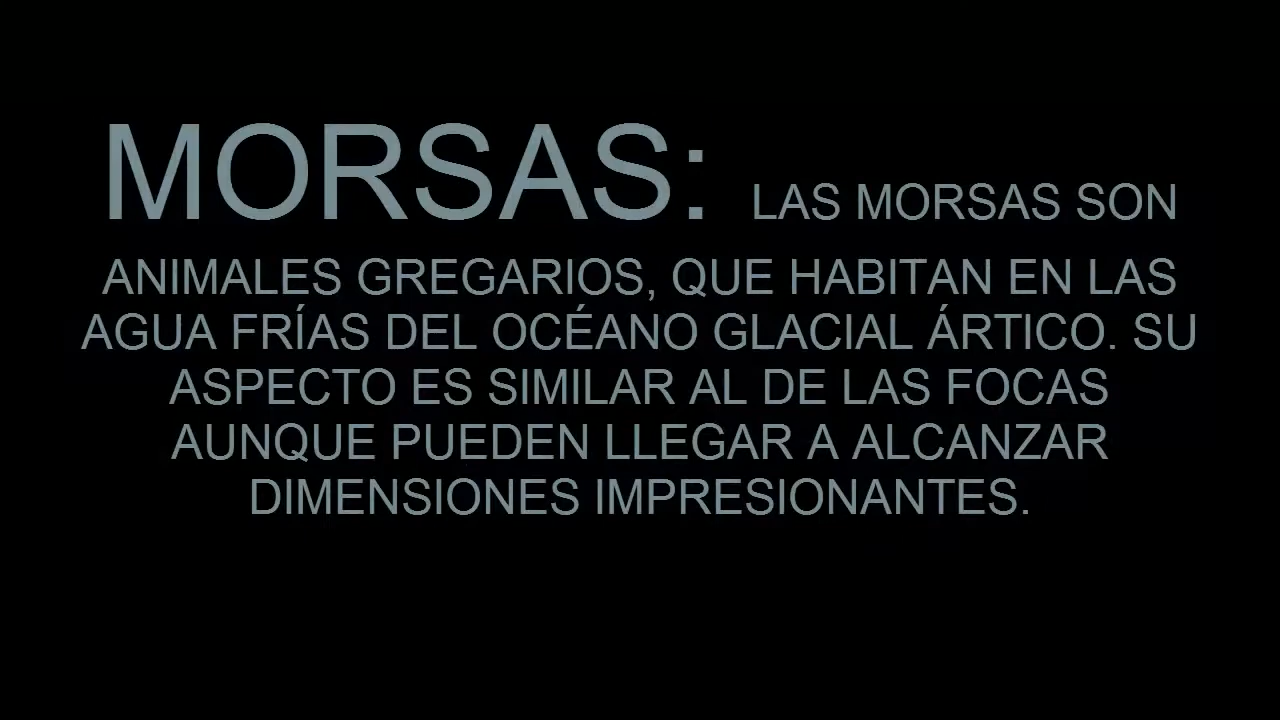 MORSAS: LAS MORSAS SON
ANIMALES GREGARIOS, QUE HABITAN EN LAS
AGUA FRÍAS DEL OCÉANO GLACIAL ÁRTICO. SU
ASPECTO ES SIMILAR AL DE LAS FOCAS
AUNQUE PUEDEN LLEGAR A ALCANZAR
DIMENSIONES IMPRESIONANTES.